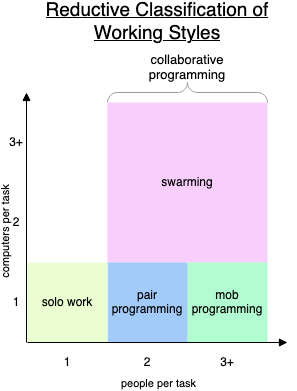 Reductive Classification of
Working Styles
collaborative
programming
3+
swarming
2
computers per task
1
solo work
pair
programming
mob
programming
1
2
3+
people per task